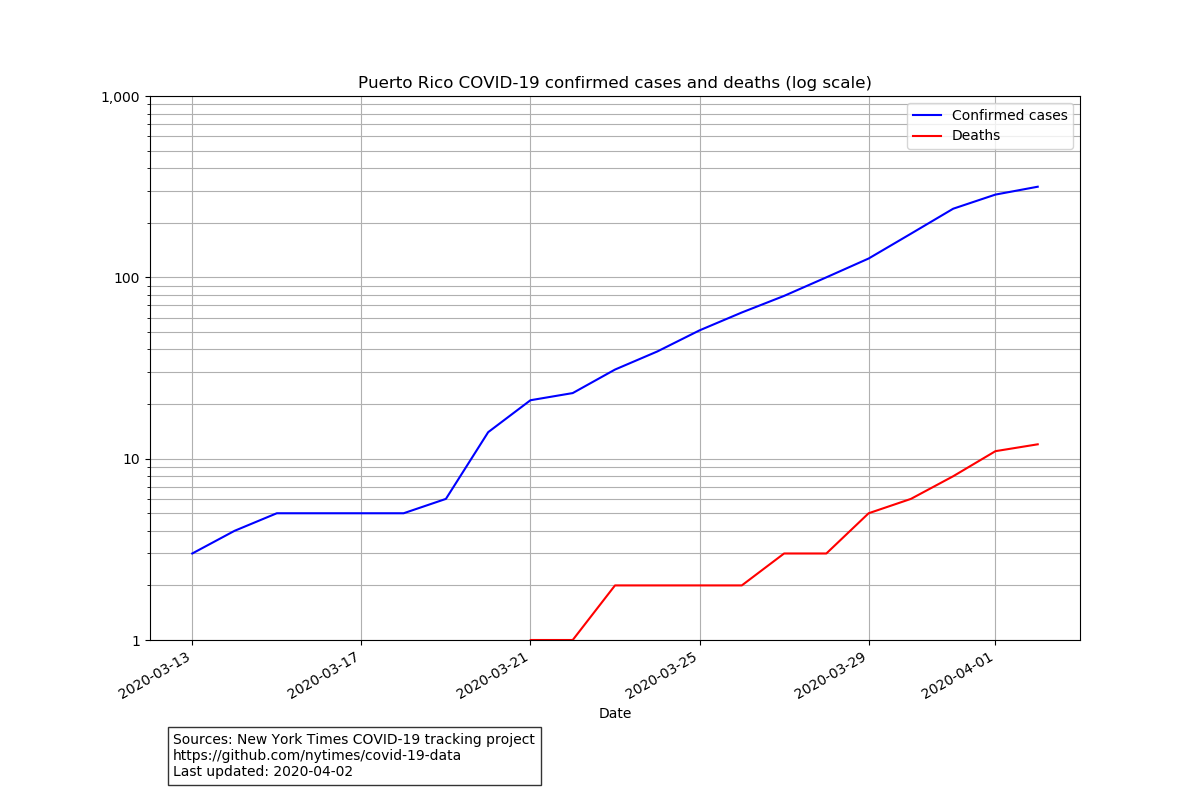 Puerto Rico COVID-19 confirmed cases and deaths (log scale)
1,000
100
10
1
Confirmed cases
Deaths
2020-03-13
2020-03-17
2020-03-21
2020-03-25
2020-03-29
2020-04-01
Date
Sources: New York Times COVID-19 tracking project
https://github.com/nytimes/covid-19-data
Last updated: 2020-04-02